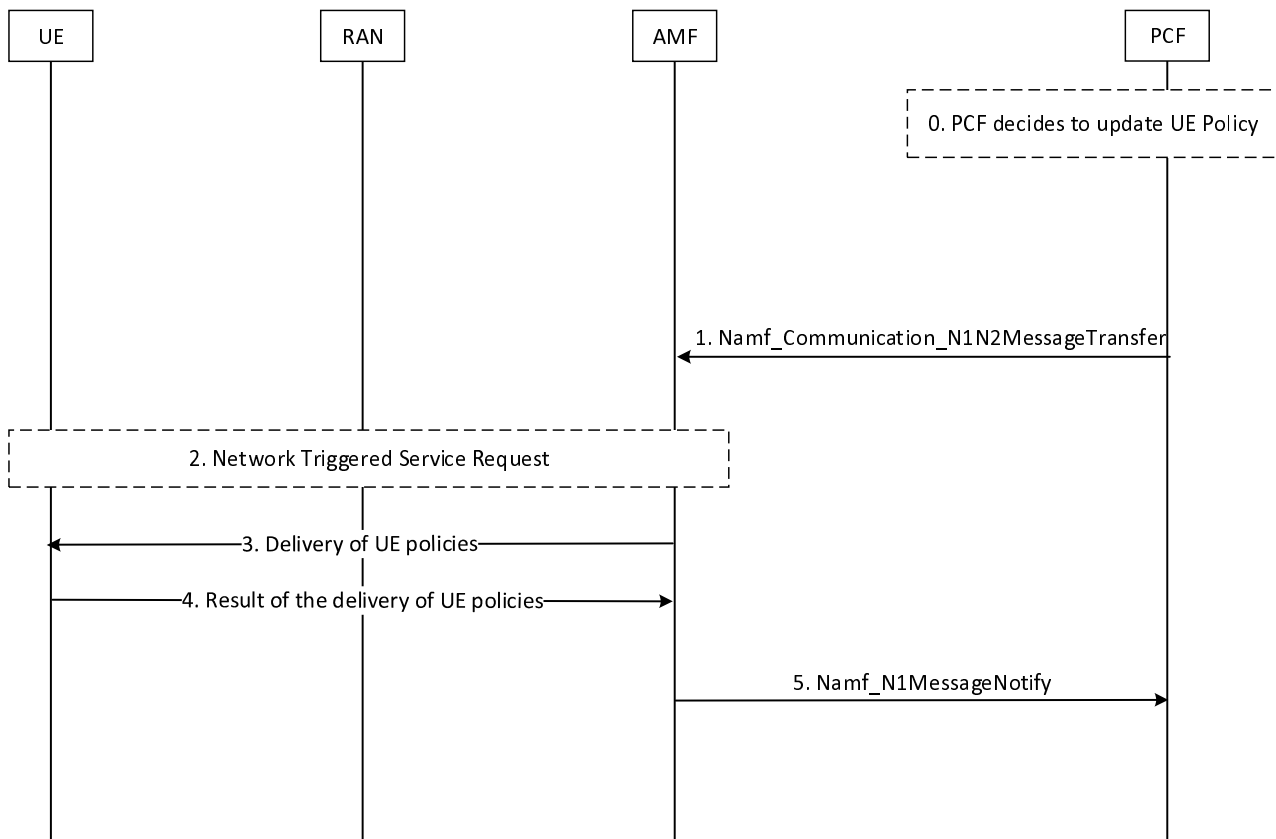 UE
RAN
AMF
PCF
0. PCF decides to update UE Policy
1. Namf_Communication_N1N2MessageTransfer
2. Network Triggered Service Request
3. Delivery of UE policies
4. Result of the delivery of UE policies
5. Namf_N1MessageNotify